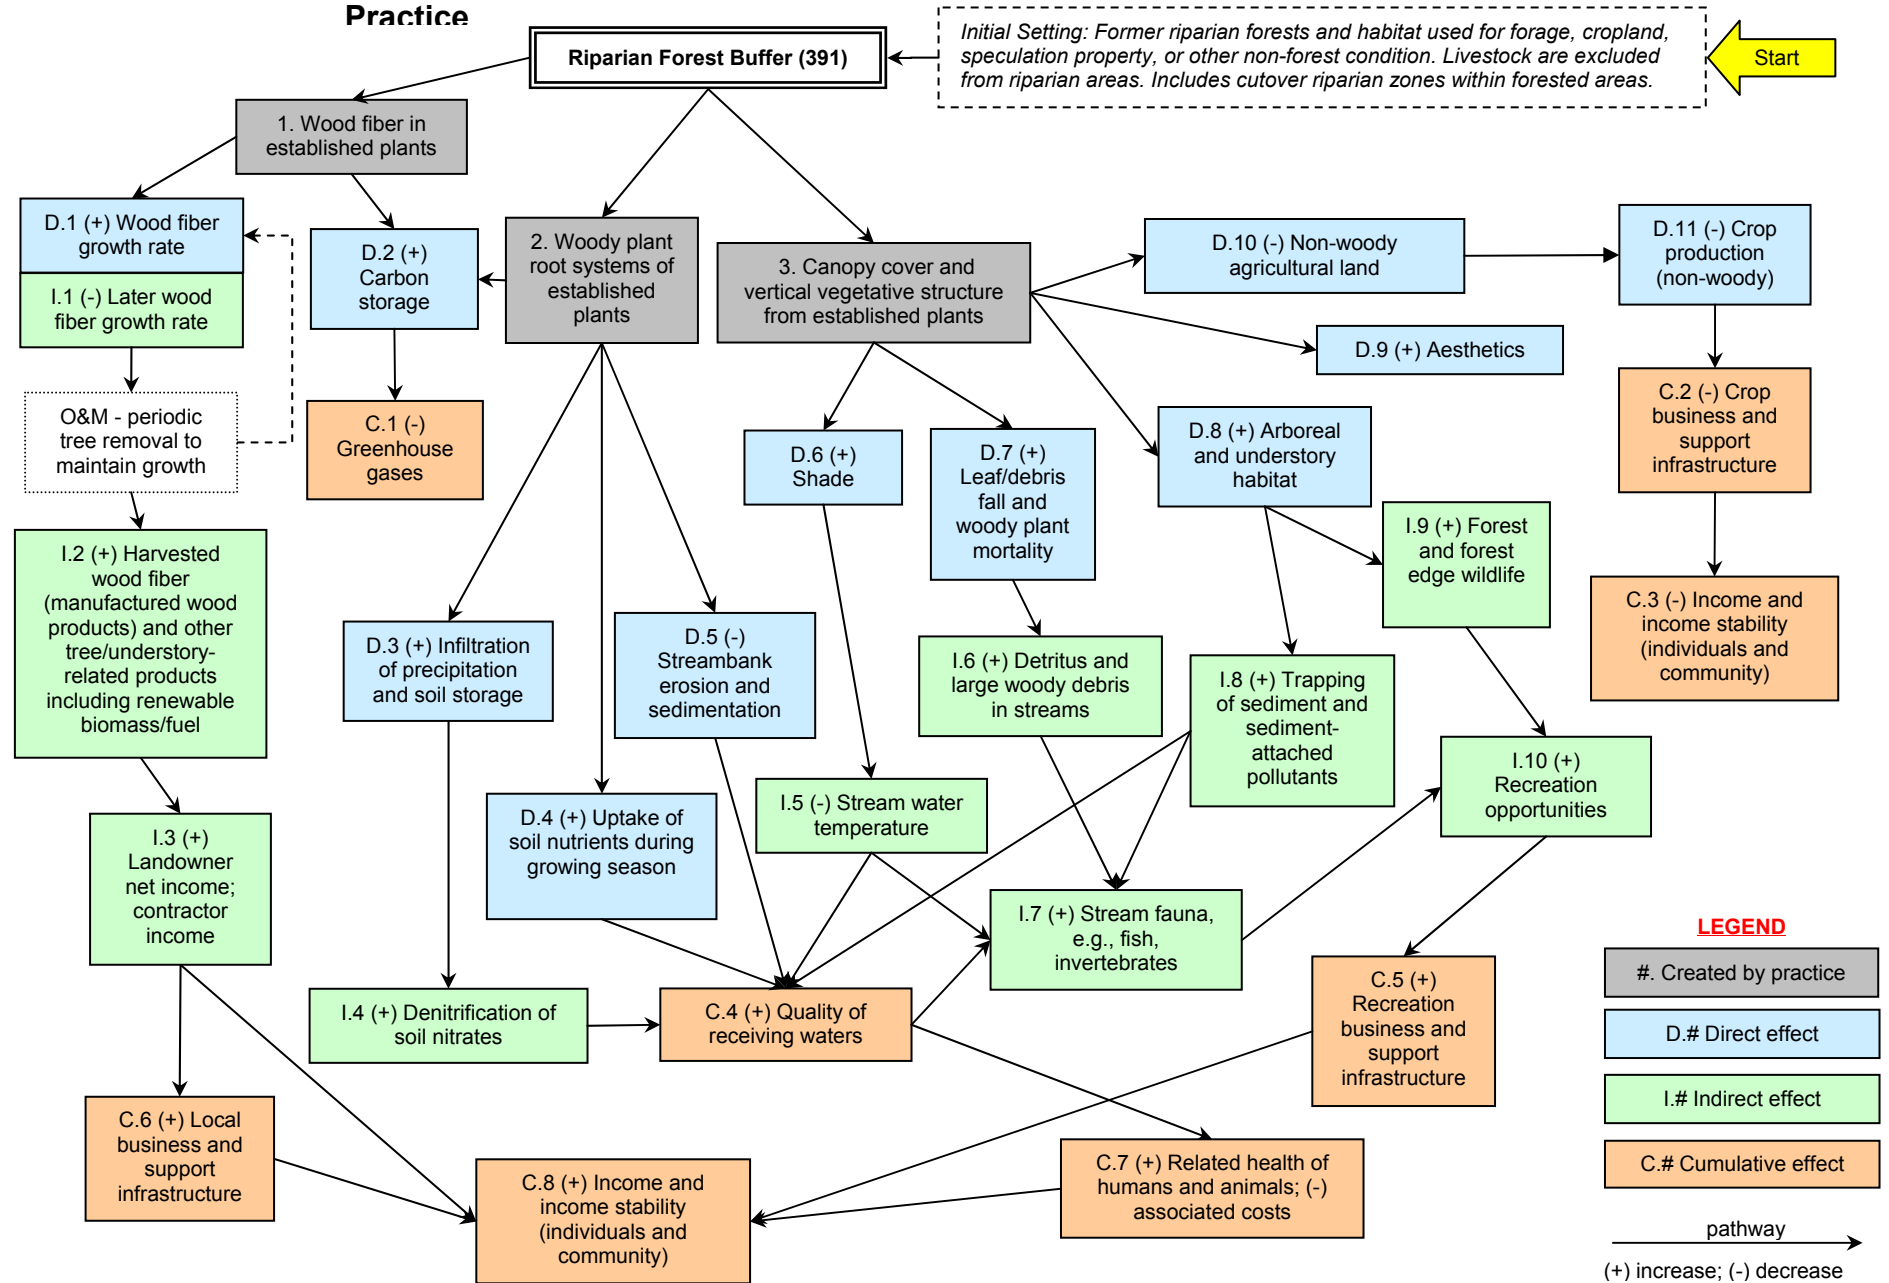 Practice
Riparian Forest Buffer (391)
Initial Setting: Former riparian forests and habitat used for forage, cropland,
speculation property, or other non-forest condition. Livestock are excluded
from riparian areas. Includes cutover riparian zones within forested areas.
Start
1. Wood fiber in
established plants
D.1 (+) Wood fiber
growth rate
I.1 (-) Later wood
fiber growth rate
O&M - periodic
tree removal to
maintain growth
D.2 (+)
Carbon
storage
C.1 (-)
Greenhouse
gases
2. Woody plant
root systems of
established
plants
3. Canopy cover and
vertical vegetative structure
from established plants
D.10 (-) Non-woody
agricultural land
D.11 (-) Crop
production
(non-woody)
D.9 (+) Aesthetics
C.2 (-) Crop
business and
support
infrastructure
D.6 (+)
Shade
D.7 (+)
Leaf/debris
fall and
woody plant
mortality
D.8 (+) Arboreal
and understory
habitat
I.9 (+) Forest
and forest
edge wildlife
C.3 (-) Income and
income stability
(individuals and
community)
I.2 (+) Harvested
wood fiber
(manufactured wood
products) and other
tree/understory-
related products
including renewable
biomass/fuel
D.3 (+) Infiltration
of precipitation
and soil storage
D.5 (-)
Streambank
erosion and
sedimentation
I.6 (+) Detritus and
large woody debris
in streams
I.8 (+) Trapping
of sediment and
sediment-
attached
pollutants
I.10 (+)
Recreation
opportunities
I.3 (+)
Landowner
net income;
contractor
income
D.4 (+) Uptake of
soil nutrients during
growing season
I.5 (-) Stream water
temperature
I.7 (+) Stream fauna,
e.g., fish,
invertebrates
I.4 (+) Denitrification of
soil nitrates
C.4 (+) Quality of
receiving waters
C.5 (+)
Recreation
business and
support
infrastructure
C.6 (+) Local
business and
support
infrastructure
C.8 (+) Income and
income stability
(individuals and
community)
C.7 (+) Related health of
humans and animals; (-)
associated costs
LEGEND
#. Created by practice
D.# Direct effect
I.# Indirect effect
C.# Cumulative effect
pathway
(+) increase; (-) decrease